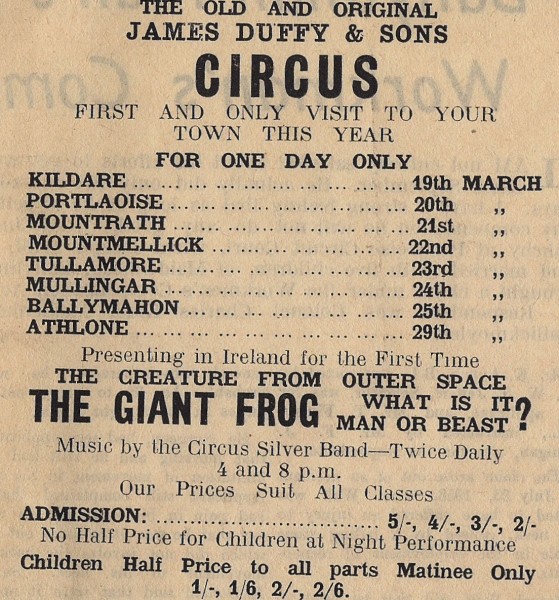 THE OLD AND ORIGINAL
JAMES DUFFY & SONS
CIRCUS
FIRST AND ONLY VISIT TO YOUR
TOWN THIS YEAR
FOR ONE DAY ONLY
KILDARE ........................ 19th MARCH
PORTLAOISE ........................ 20th ,,
MOUNTRATH ........................ 21st ,,
MOUNTMELLICK ........................ 22nd ,,
TULLAMORE ........................ 23rd ,,
MULLINGAR ........................ 24th ,,
BALLYMAHON ........................ 25th ,,
ATHLONE ........................ 29th ,,
Presenting in Ireland for the First Time
THE CREATURE FROM OUTER SPACE
THE GIANT FROG WHAT IS IT
MAN OR BEAST ?
Music by the Circus Silver Band—Twice Daily
4 and 8 p.m.
Our Prices Suit All Classes
ADMISSION: ........................ 5/-, 4/-, 3/-, 2/-
No Half Price for Children at Night Performance
Children Half Price to all parts Matinee Only
1/-, 1/6, 2/-, 2/6.